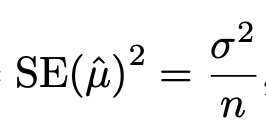 = SE(μ̂)² = σ²/n,